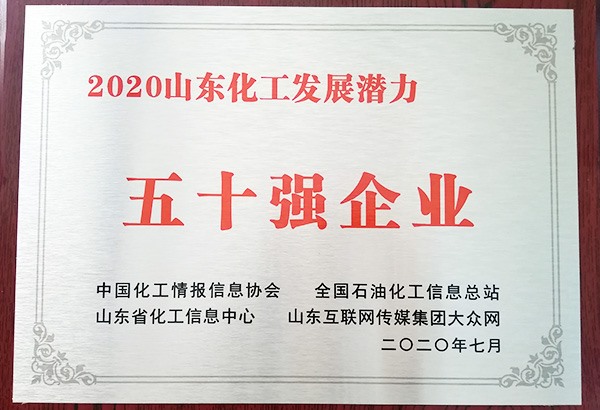 2020山东化工发展潜力
五十强企业
中国化工情报信息协会 全国石油化工信息总站
山东省化工信息中心 山东互联网传媒集团大众网
二〇二〇年七月